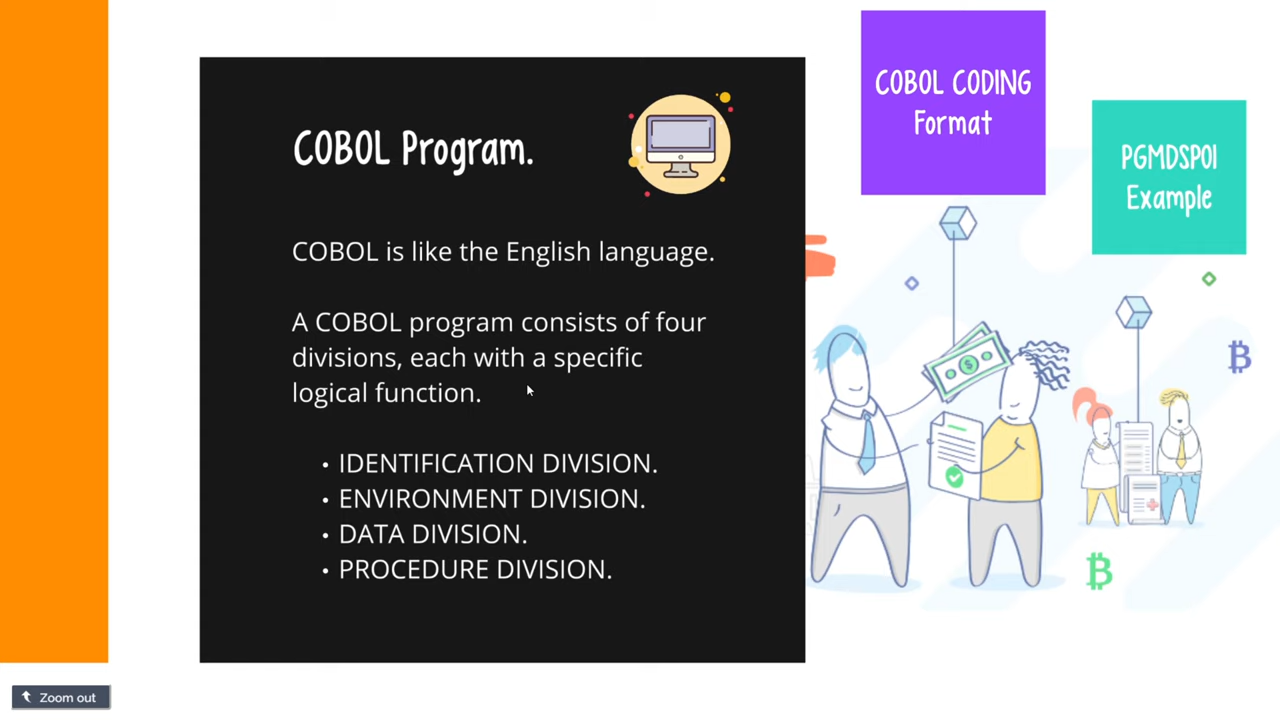 COBOL Program.
COBOL is like the English language.
A COBOL program consists of four
divisions, each with a specific
logical function.
• IDENTIFICATION DIVISION.
• ENVIRONMENT DIVISION.
• DATA DIVISION.
• PROCEDURE DIVISION.
COBOL CODING
Format
PGMDSP01
Example
Zoom out